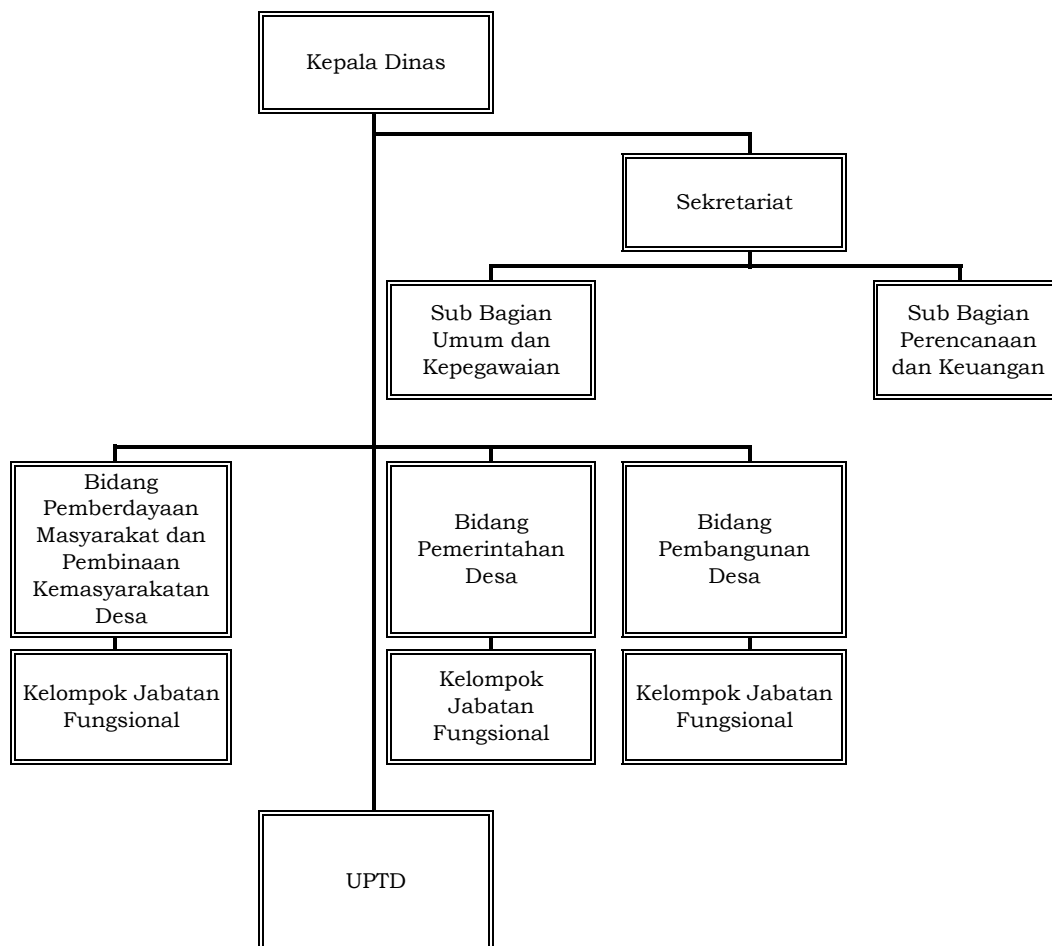 Kepala Dinas
Sekretariat
Sub Bagian
Umum dan
Kepegawaian
Sub Bagian
Perencanaan
dan Keuangan
Bidang
Pemberdayaan
Masyarakat dan
Pembinaan
Kemasyarakatan
Desa
Bidang
Pemerintahan
Desa
Bidang
Pembangunan
Desa
Kelompok Jabatan
Fungsional
Kelompok
Jabatan
Fungsional
Kelompok Jabatan
Fungsional
UPTD